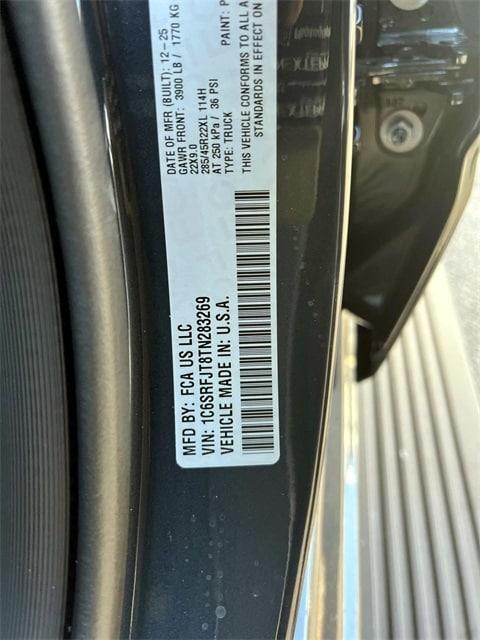 MFD BY: FCA US LLC
DATE OF MFR (BUILT): 12-25
GAWR FRONT: 3900 LB / 1770 KG
22X9.0
285/45R22XL 114H
AT 250 kPa / 36 PSI
TYPE: TRUCK
PAINT: P
THIS VEHICLE CONFORMS TO ALL A
STANDARDS IN EFFECT ON
VIN: 1C6SRFJT8TN283269
VEHICLE MADE IN: U.S.A.